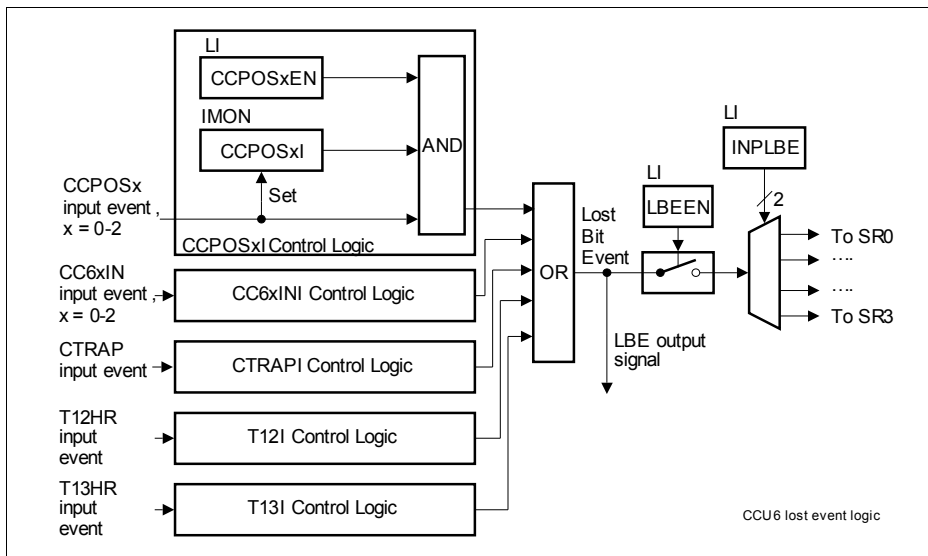 LI
CCPOSxEN
IMON
CCPOSxI
AND
Set
CCPOSx
input event ,
x = 0-2
CCPOSxI Control Logic
CC6xIN
input event ,
x = 0-2
CC6xINI Control Logic
CTRAP
input event
CTRAPI Control Logic
T12HR
input
event
T12I Control Logic
T13HR
input
event
T13I Control Logic
OR
Lost
Bit
Event
LBE output
signal
LI
LBEEN
LI
INPLBE
2
To SR0
....
....
To SR3
CCU6 lost event logic